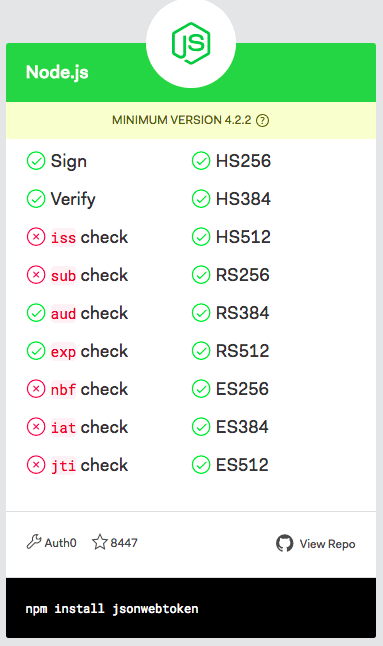 JS
Node.js
MINIMUM VERSION 4.2.2 ?
Sign HS256
Verify HS384
iss check HS512
sub check RS256
aud check RS384
exp check RS512
nbf check ES256
iat check ES384
jti check ES512
Auth0 8447 View Repo
npm install jsonwebtoken